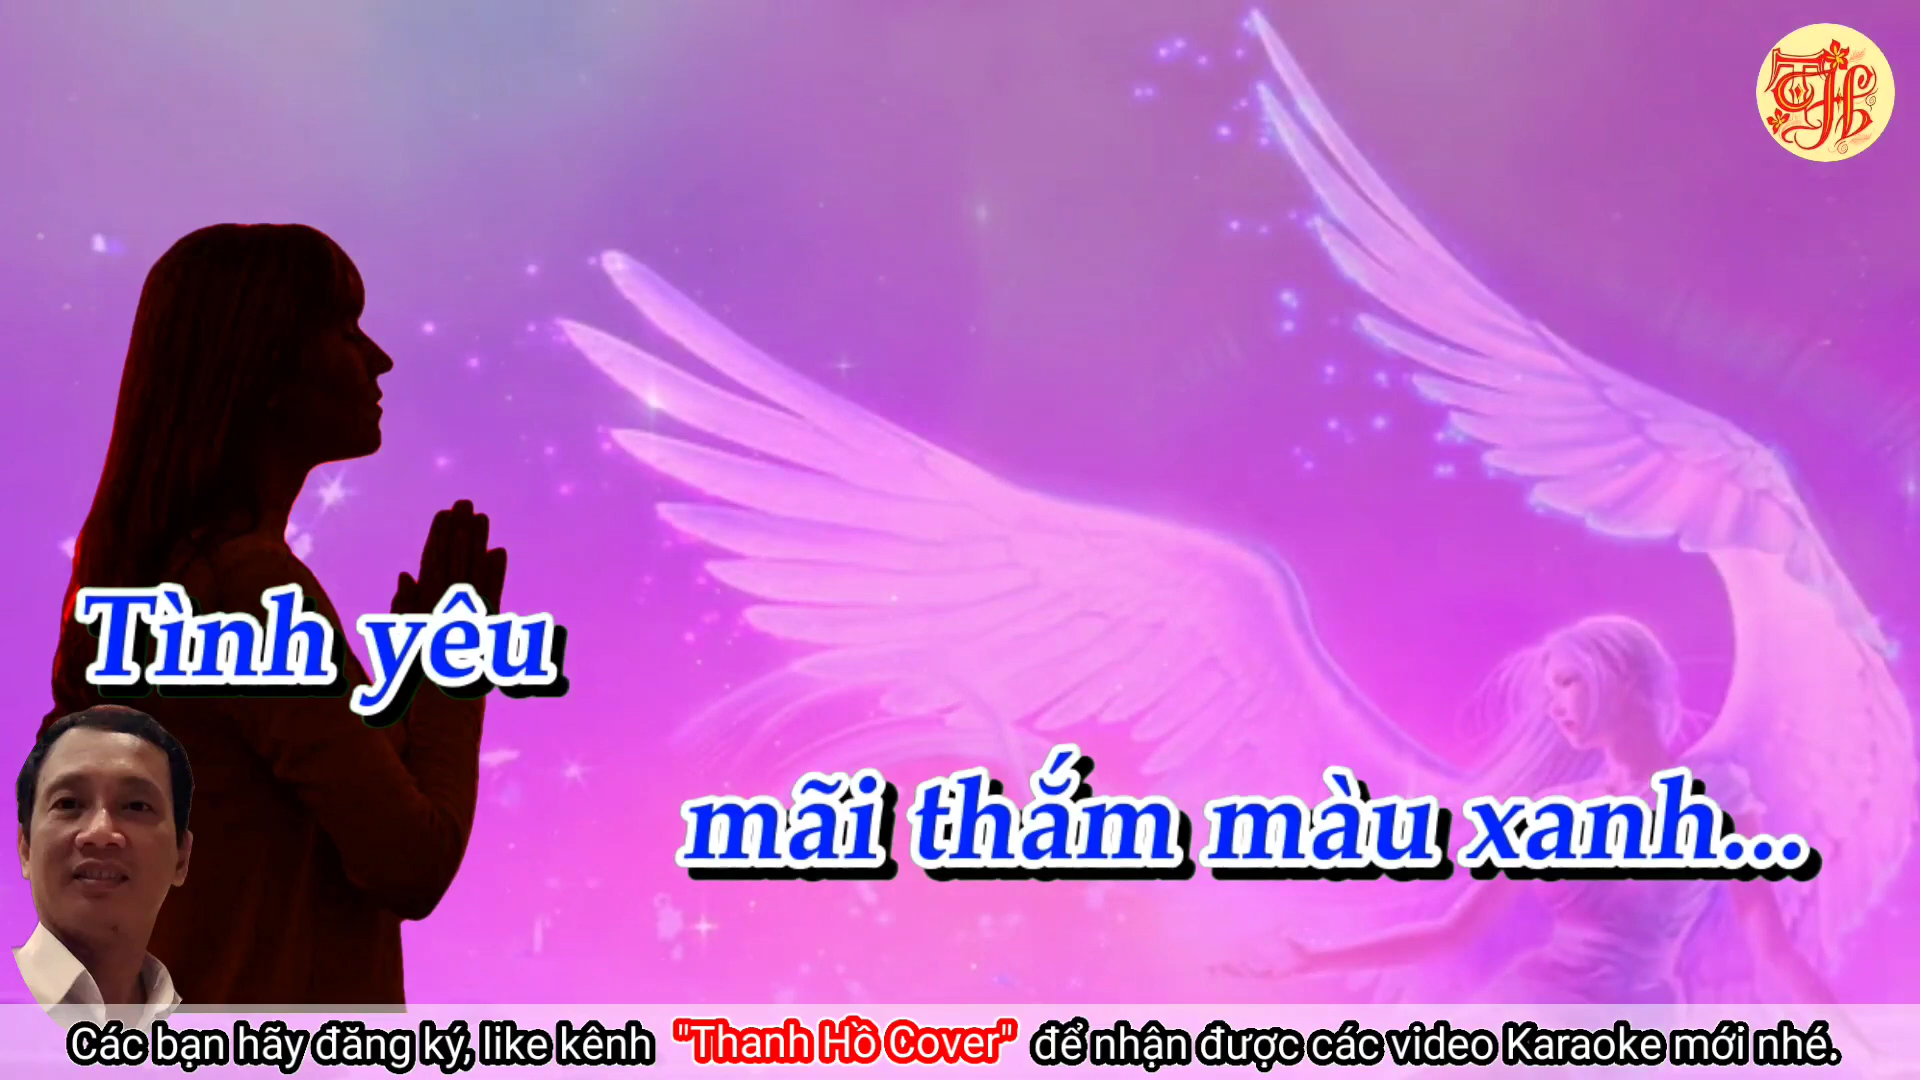 TH
Tình yêu
mãi thắm màu xanh...
Các bạn hãy đăng ký, like kênh "Thanh Hồ Cover" để nhận được các video Karaoke mới nhé.